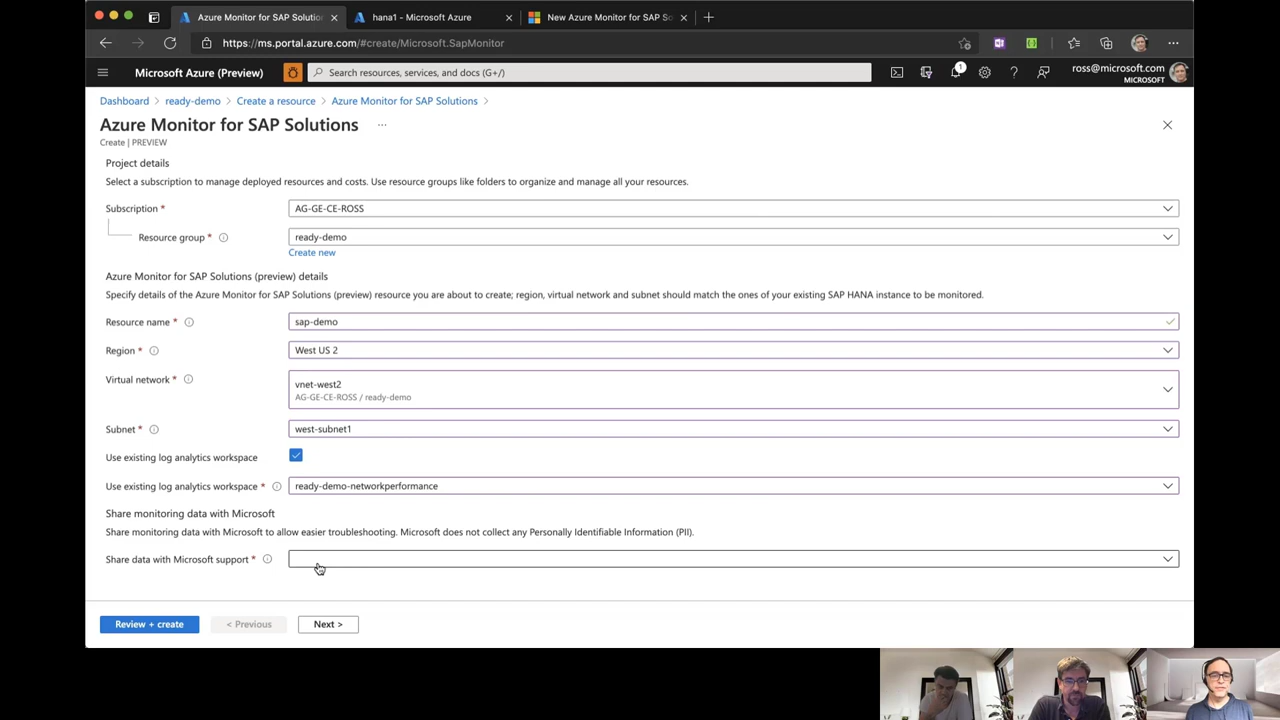 Azure Monitor for SAP Solution
hana1 - Microsoft Azure
New Azure Monitor for SAP So
https://ms.portal.azure.com/#create/Microsoft.SapMonitor
Microsoft Azure (Preview)
Search resources, services, and docs (G+/)
1
ross@microsoft.com
MICROSOFT
Dashboard > ready-demo > Create a resource > Azure Monitor for SAP Solutions >
Azure Monitor for SAP Solutions ...
Create | PREVIEW
Project details
Select a subscription to manage deployed resources and costs. Use resource groups like folders to organize and manage all your resources.
Subscription * AG-GE-CE-ROSS
Resource group * ready-demo
Create new
Azure Monitor for SAP Solutions (preview) details
Specify details of the Azure Monitor for SAP Solutions (preview) resource you are about to create; region, virtual network and subnet should match the ones of your existing SAP HANA instance to be monitored.
Resource name * sap-demo
Region * West US 2
Virtual network * vnet-west2
AG-GE-CE-ROSS / ready-demo
Subnet * west-subnet1
Use existing log analytics workspace
Use existing log analytics workspace * ready-demo-networkperformance
Share monitoring data with Microsoft
Share monitoring data with Microsoft to allow easier troubleshooting. Microsoft does not collect any Personally Identifiable Information (PII).
Share data with Microsoft support *
Review + create
< Previous
Next >